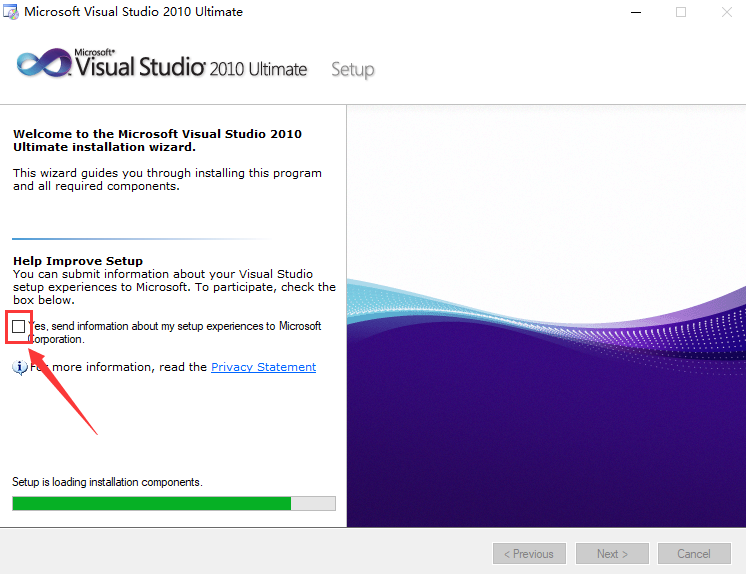 Microsoft Visual Studio 2010 Ultimate
Microsoft®
Visual Studio® 2010 Ultimate Setup
Welcome to the Microsoft Visual Studio 2010
Ultimate installation wizard.
This wizard guides you through installing this program
and all required components.
Help Improve Setup
You can submit information about your Visual Studio
setup experiences to Microsoft. To participate, check the
box below.
Yes, send information about my setup experiences to Microsoft
Corporation.
For more information, read the Privacy Statement
Setup is loading installation components.
< Previous Next > Cancel